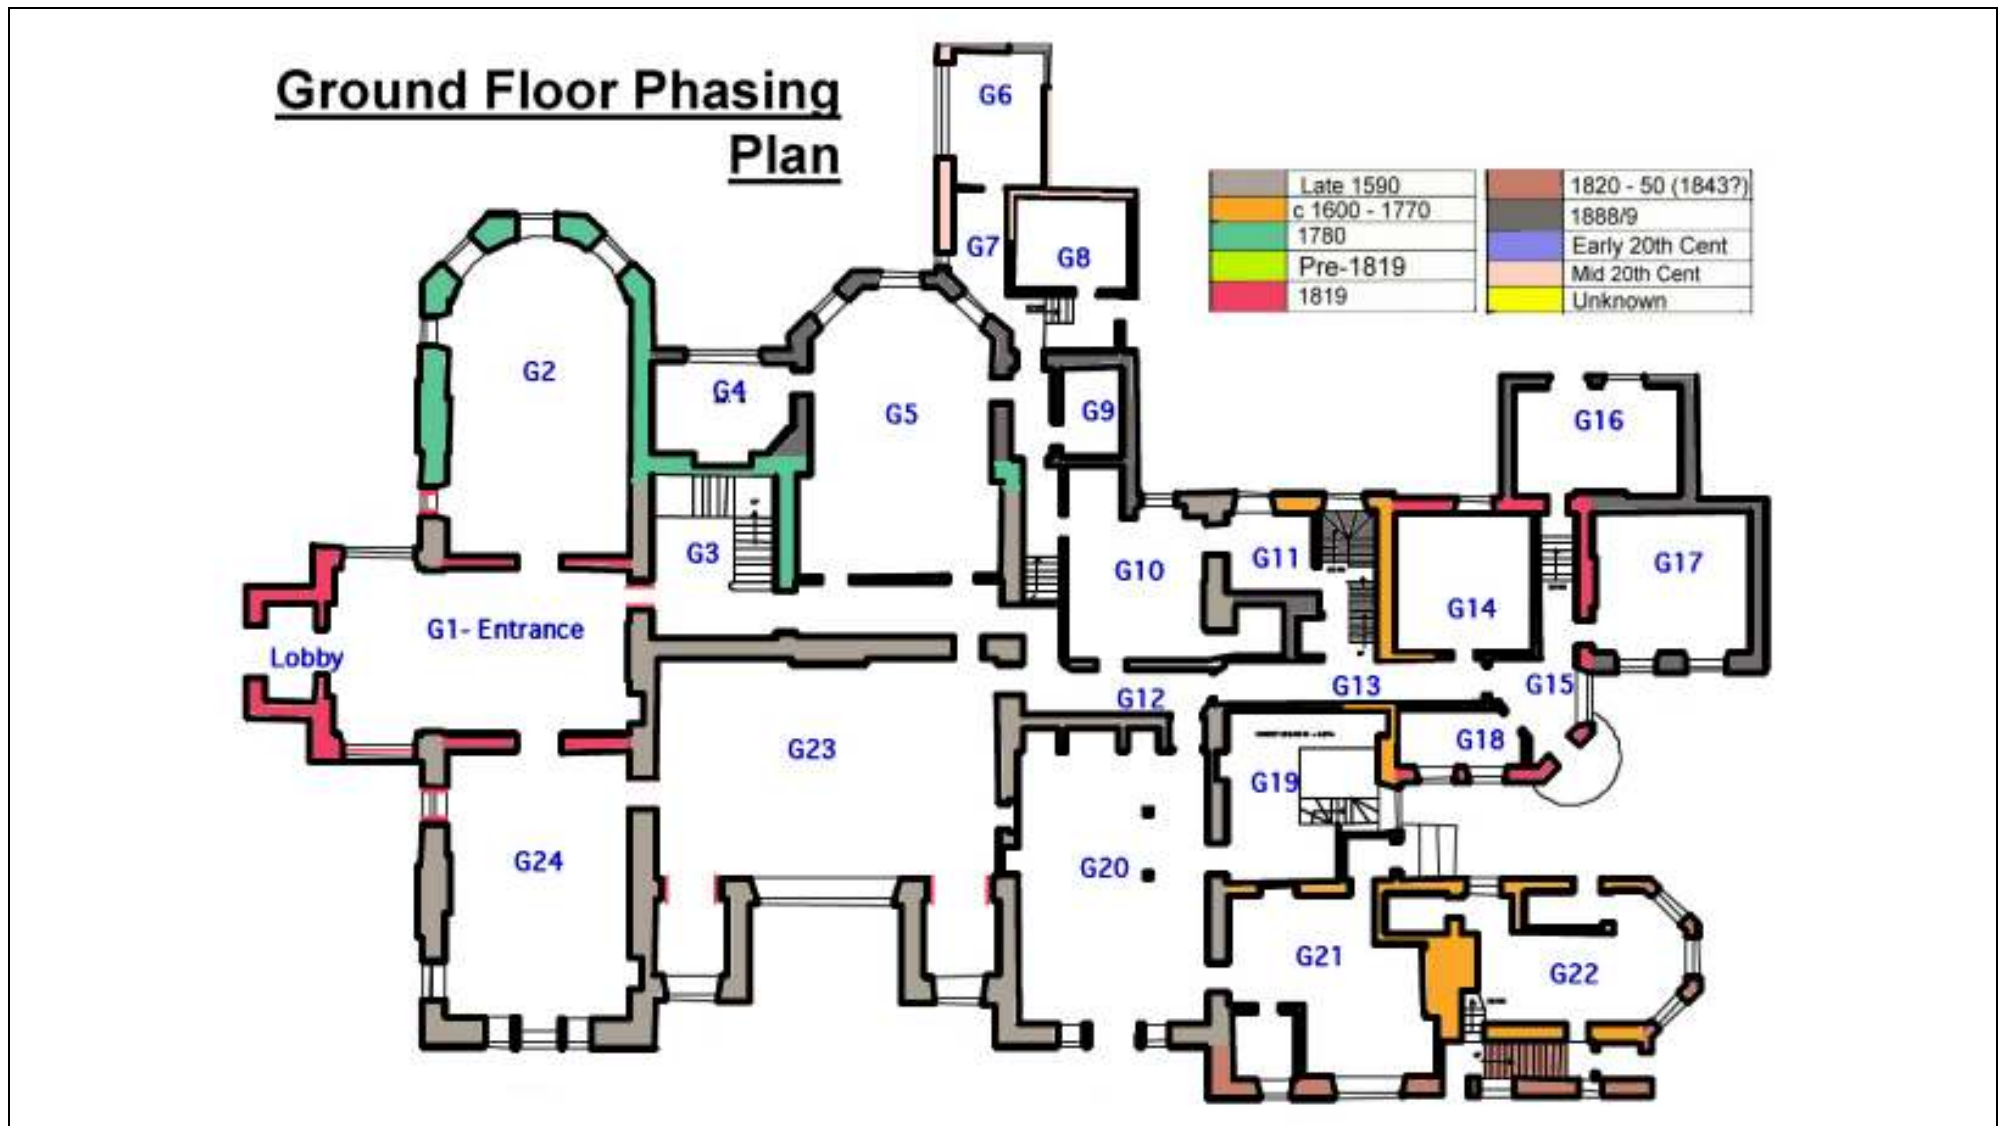 Ground Floor Phasing
Plan
Late 1590
c 1600 - 1770
1780
Pre-1819
1819
1820 - 50 (1843?)
1888/9
Early 20th Cent
Mid 20th Cent
Unknown
G6
G7
G8
G2
G4
G5
G9
G16
G3
G10
G11
G14
G17
G1- Entrance
Lobby
G12
G13
G15
G23
G18
G19
G24
G20
G21
G22